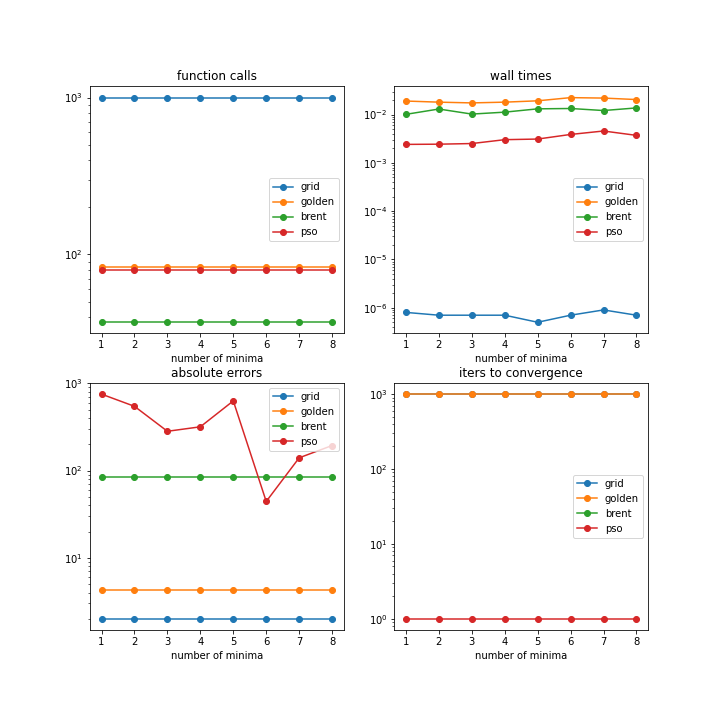 function calls
10³
10²
grid
golden
brent
pso
1 2 3 4 5 6 7 8
number of minima
wall times
10⁻²
10⁻³
10⁻⁴
10⁻⁵
10⁻⁶
grid
golden
brent
pso
1 2 3 4 5 6 7 8
number of minima
absolute errors
10³
10²
10¹
grid
golden
brent
pso
1 2 3 4 5 6 7 8
number of minima
iters to convergence
10³
10²
10¹
10⁰
grid
golden
brent
pso
1 2 3 4 5 6 7 8
number of minima